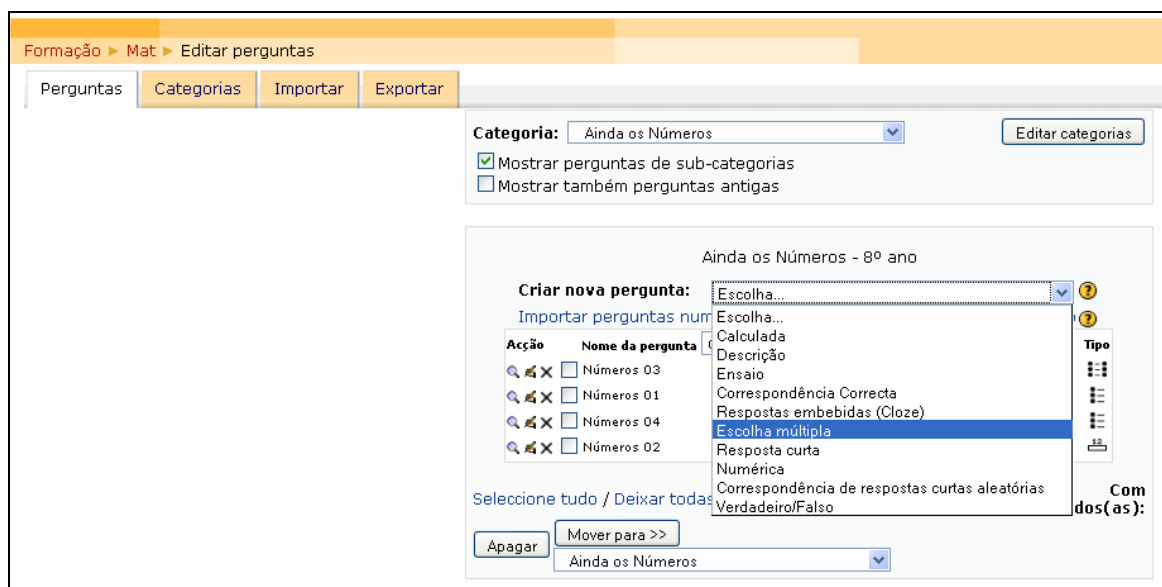 Formação ► Mat ► Editar perguntas
Perguntas Categorias Importar Exportar
Categoria: Ainda os Números Editar categorias
Mostrar perguntas de sub-categorias
Mostrar também perguntas antigas
Ainda os Números - 8º ano
Criar nova pergunta: Escolha...
Importar perguntas
Escolha...
Calculada
Descrição
Ensaio
Correspondência Correcta
Respostas embebidas (Cloze)
Escolha múltipla
Resposta curta
Numérica
Correspondência de respostas curtas aleatórias
Verdadeiro/Falso
Acção Nome da pergunta Tipo
Números 03
Números 01
Números 04
Números 02 12
Seleccione tudo / Deixar todas
Com
dos(as):
Apagar Mover para >>
Ainda os Números